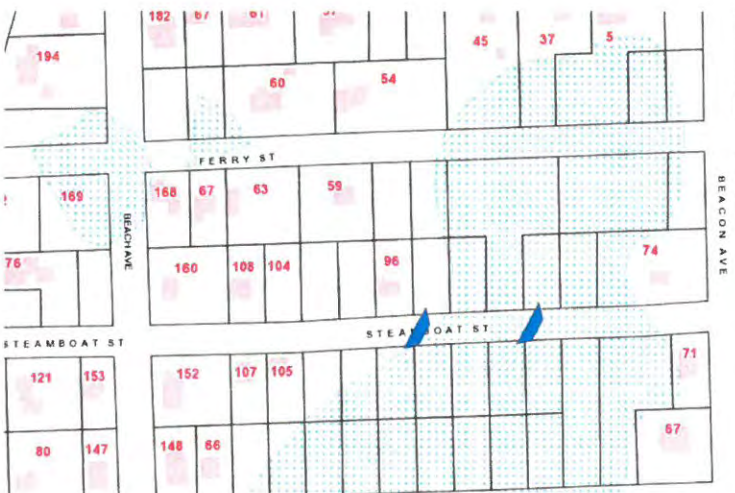 182 67 61
194 45 37 5
60 54
FERRY ST
169 168 67 63 59
BEACH AVE
BEACON AVE
76 160 108 104 96 74
STEAMBOAT ST STEAMBOAT ST
121 153 152 107 105 71
80 147 148 66 67